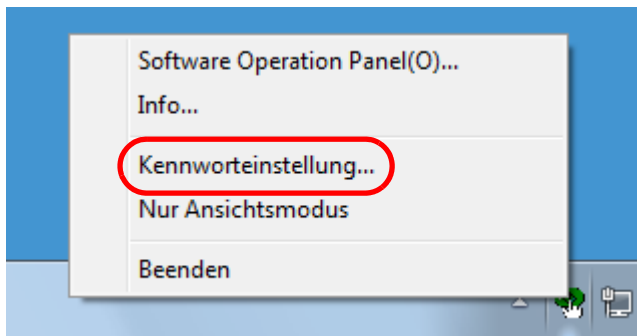 Software Operation Panel(O)...
Info...
Kennworteinstellung...
Nur Ansichtsmodus
Beenden